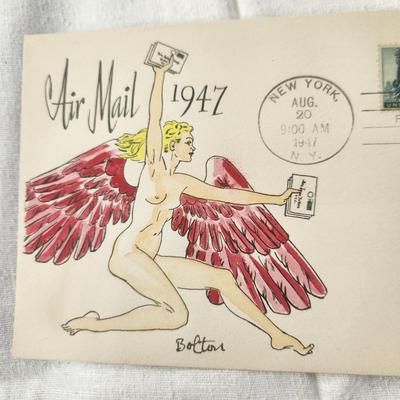 Air Mail 1947
NEW YORK,
AUG.
20
9:00 AM
1947
N. Y.
Bolton